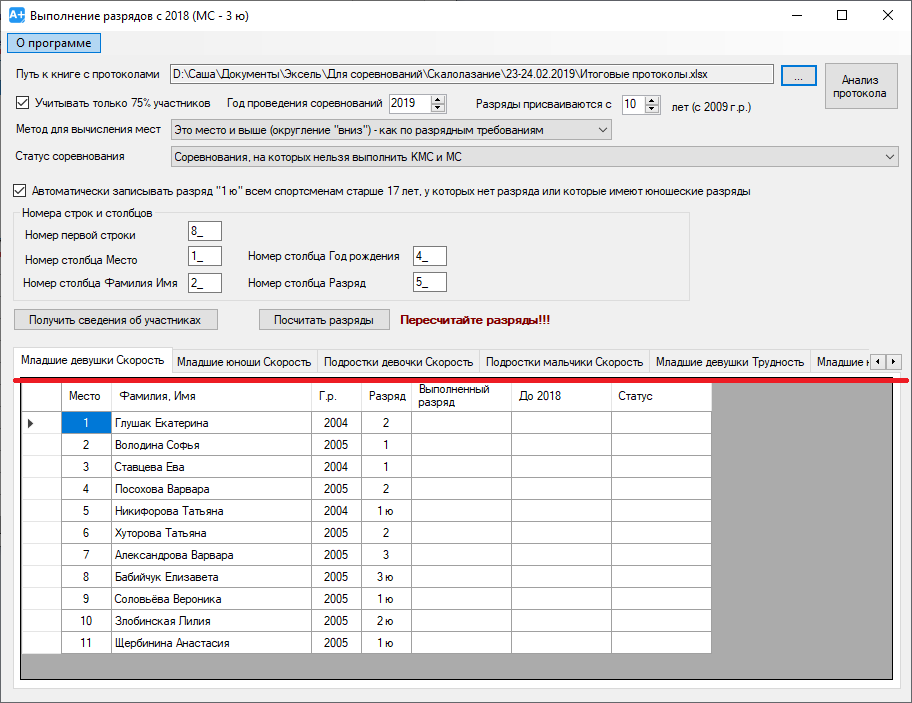 A+ Выполнение разрядов с 2018 (МС - 3 ю)
О программе
Путь к книге с протоколами D:\Саша\Документы\Эксель\Для соревнований\Скалолазание\23-24.02.2019\Итоговые протоколы.xlsx ... Анализ протокола
Учитывать только 75% участников Год проведения соревнований 2019 Разряды присваиваются с 10 лет (с 2009 г.р.)
Метод для вычисления мест Это место и выше (округление "вниз") - как по разрядным требованиям
Статус соревнования Соревнования, на которых нельзя выполнить КМС и МС
Автоматически записывать разряд "1 ю" всем спортсменам старше 17 лет, у которых нет разряда или которые имеют юношеские разряды
Номера строк и столбцов
Номер первой строки 8_
Номер столбца Место 1_ Номер столбца Год рождения 4_
Номер столбца Фамилия Имя 2_ Номер столбца Разряд 5_
Получить сведения об участниках Посчитать разряды Пересчитайте разряды!!!
Младшие девушки Скорость Младшие юноши Скорость Подростки девочки Скорость Подростки мальчики Скорость Младшие девушки Трудность Младшие
Место Фамилия, Имя Г.р. Разряд Выполненный разряд До 2018 Статус
1 Глушак Екатерина 2004 2
2 Володина Софья 2005 1
3 Ставцева Ева 2004 1
4 Посохова Варвара 2005 2
5 Никифорова Татьяна 2005 1 ю
6 Хуторова Татьяна 2005 2
7 Александрова Варвара 2005 3
8 Бабийчук Елизавета 2005 3 ю
9 Соловьёва Вероника 2005 1 ю
10 Злобинская Лилия 2005 2 ю
11 Щербинина Анастасия 2005 1 ю